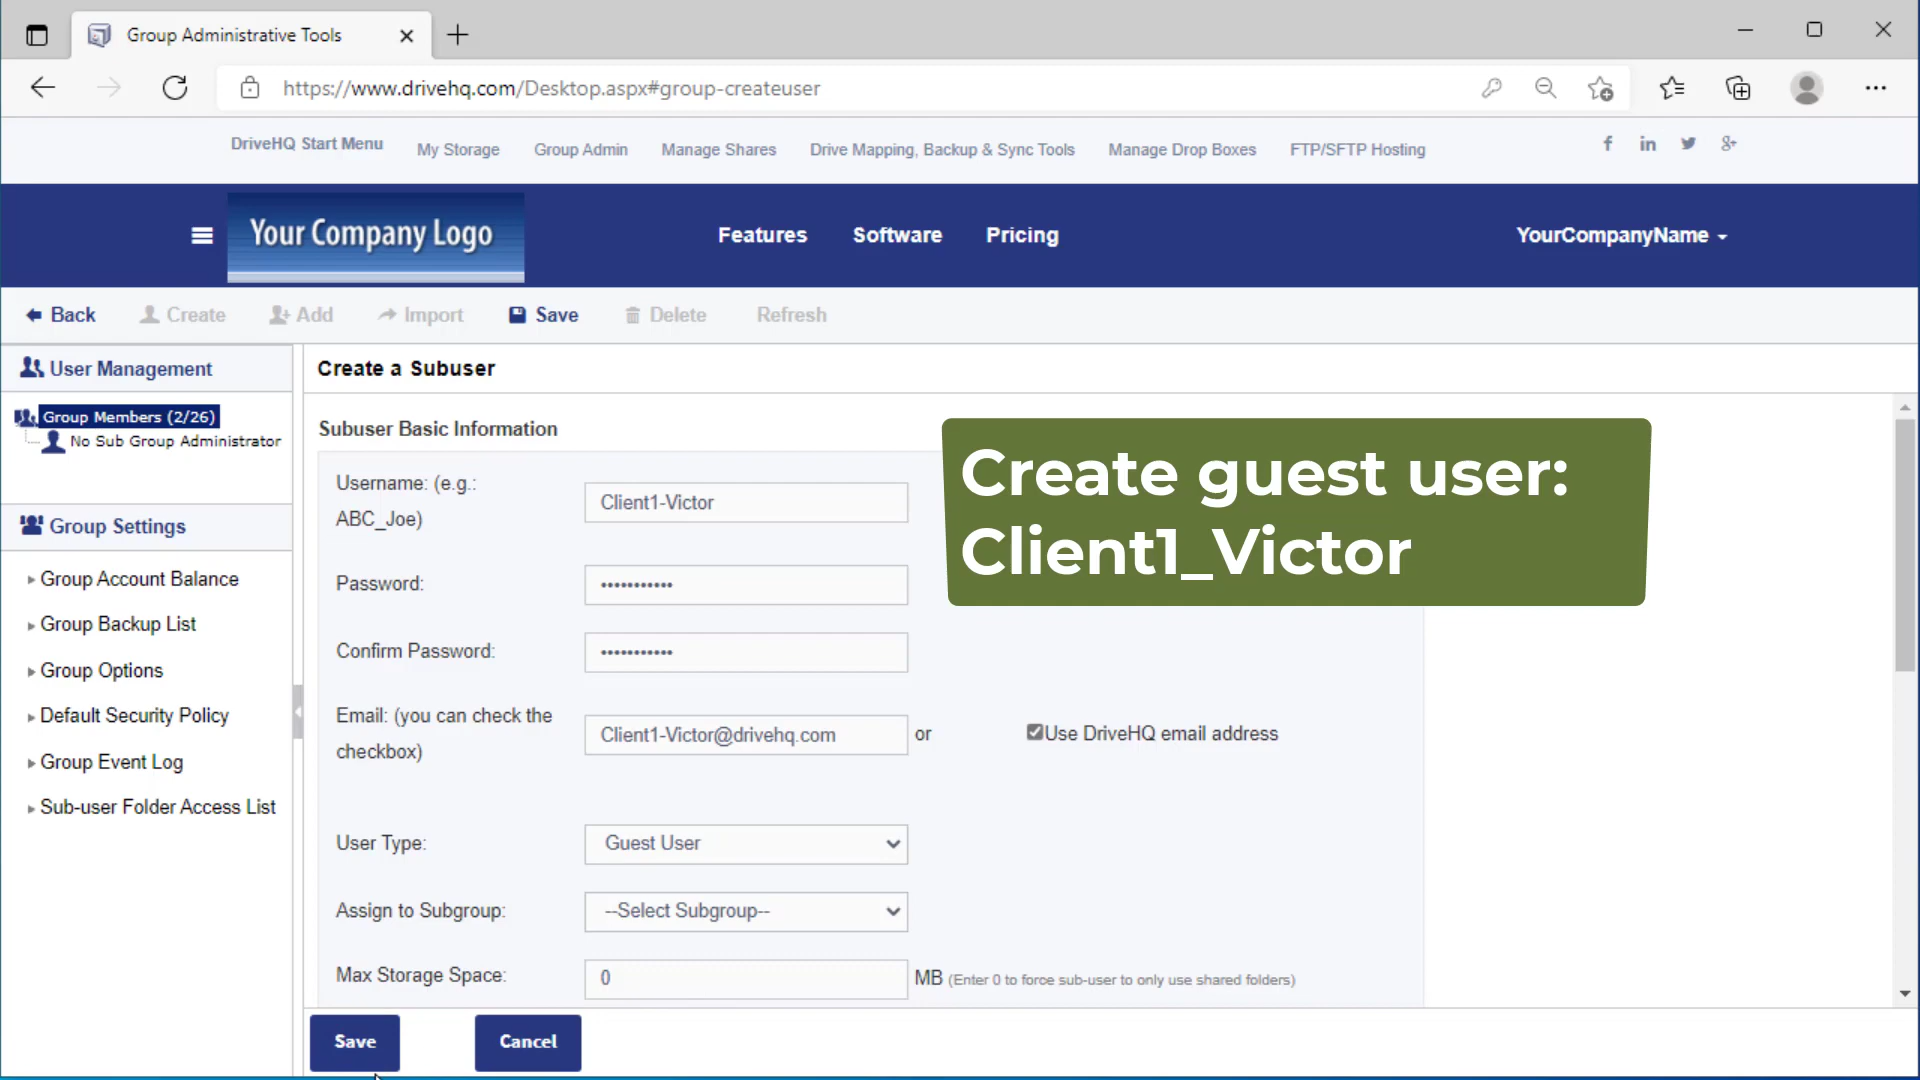 Group Administrative Tools
https://www.drivehq.com/Desktop.aspx#group-createuser
DriveHQ Start Menu
My Storage
Group Admin
Manage Shares
Drive Mapping, Backup & Sync Tools
Manage Drop Boxes
FTP/SFTP Hosting
Your Company Logo
Features
Software
Pricing
YourCompanyName
Back
Create
Add
Import
Save
Delete
Refresh
User Management
Group Members (2/26)
No Sub Group Administrator
Group Settings
Group Account Balance
Group Backup List
Group Options
Default Security Policy
Group Event Log
Sub-user Folder Access List
Create a Subuser
Subuser Basic Information
Username: (e.g.:
ABC_Joe)
Client1-Victor
Create guest user:
Client1_Victor
Password:
•••••••••••
Confirm Password:
•••••••••••
Email: (you can check the
checkbox)
Client1-Victor@drivehq.com
or
Use DriveHQ email address
User Type:
Guest User
Assign to Subgroup:
--Select Subgroup--
Max Storage Space:
0
MB (Enter 0 to force sub-user to only use shared folders)
Save
Cancel